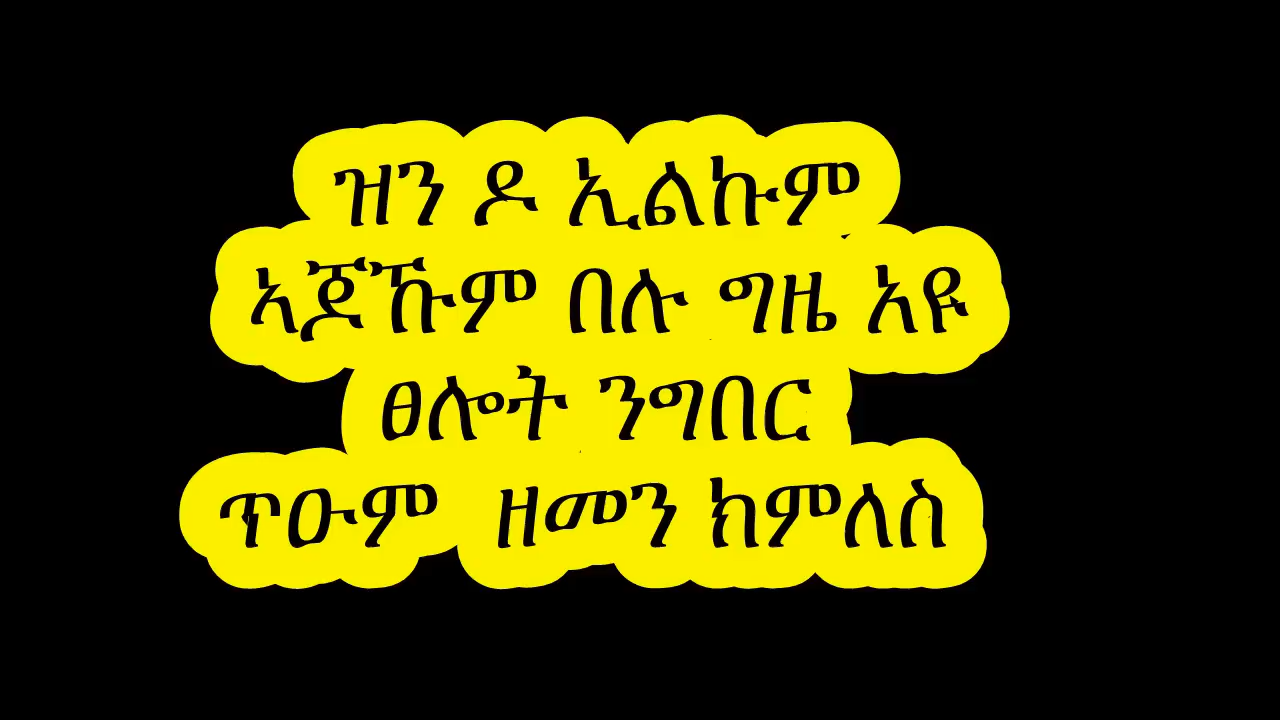 ዝን ዶ ኢልኩም
ኣጆኹም በሉ ግዜ አዩ
ፀሎት ንግበር
ጥዑም ዘመን ክምለስ